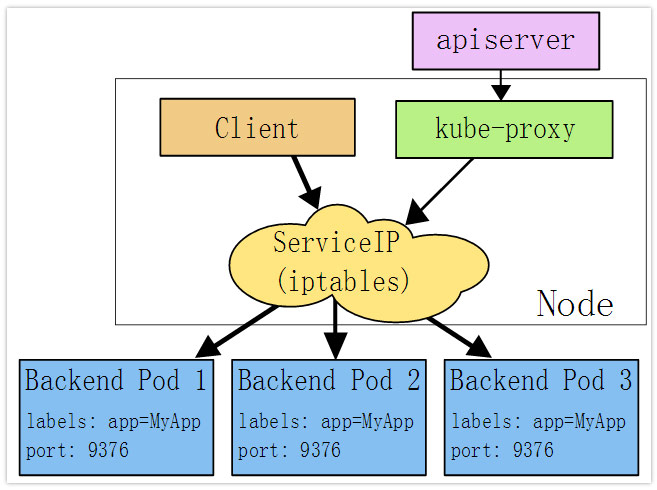 apiserver
Client
kube-proxy
ServiceIP
(iptables)
Node
Backend Pod 1
labels: app=MyApp
port: 9376
Backend Pod 2
labels: app=MyApp
port: 9376
Backend Pod 3
labels: app=MyApp
port: 9376